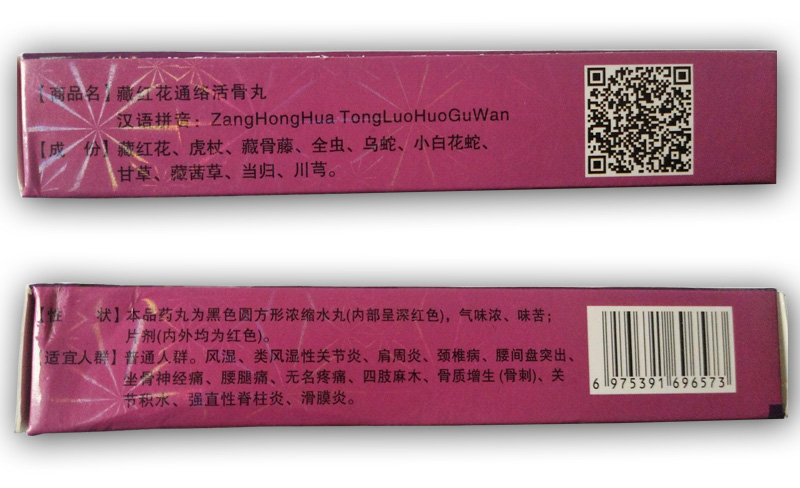 【商品名】藏红花通络活骨丸
汉语拼音：ZangHongHua TongLuoHuoGuWan
【成 份】藏红花、虎杖、藏骨藤、全虫、乌蛇、小白花蛇、
甘草、藏茜草、当归、川芎。
【性 状】本品药丸为黑色圆方形浓缩水丸(内部呈深红色)，气味浓、味苦；
片剂(内外均为红色)。
【适宜人群】普通人群。风湿、类风湿性关节炎、肩周炎、颈椎病、腰间盘突出、
坐骨神经痛、腰腿痛、无名疼痛、四肢麻木、骨质增生(骨刺)、关
节积水、强直性脊柱炎、滑膜炎。
6 975391 696573